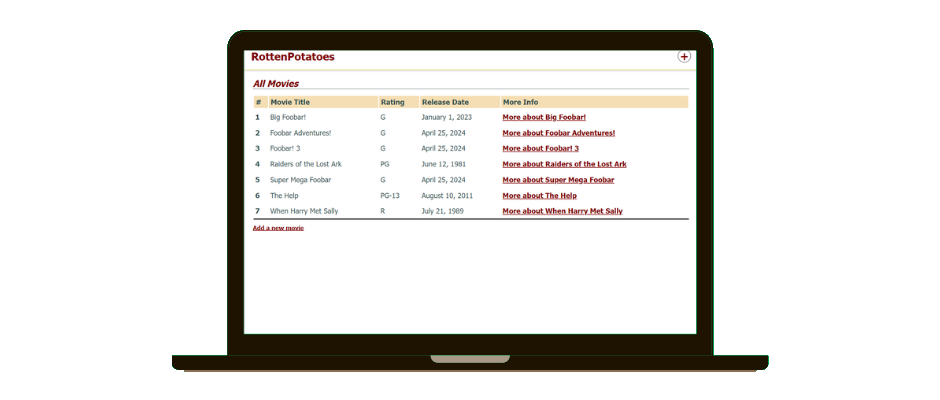 RottenPotatoes +
All Movies
# Movie Title Rating Release Date More Info
1 Big Foobar! G January 1, 2023 More about Big Foobar!
2 Foobar Adventures! G April 25, 2024 More about Foobar Adventures!
3 Foobar! 3 G April 25, 2024 More about Foobar! 3
4 Raiders of the Lost Ark PG June 12, 1981 More about Raiders of the Lost Ark
5 Super Mega Foobar G April 25, 2024 More about Super Mega Foobar
6 The Help PG-13 August 10, 2011 More about The Help
7 When Harry Met Sally R July 21, 1989 More about When Harry Met Sally
Add a new movie